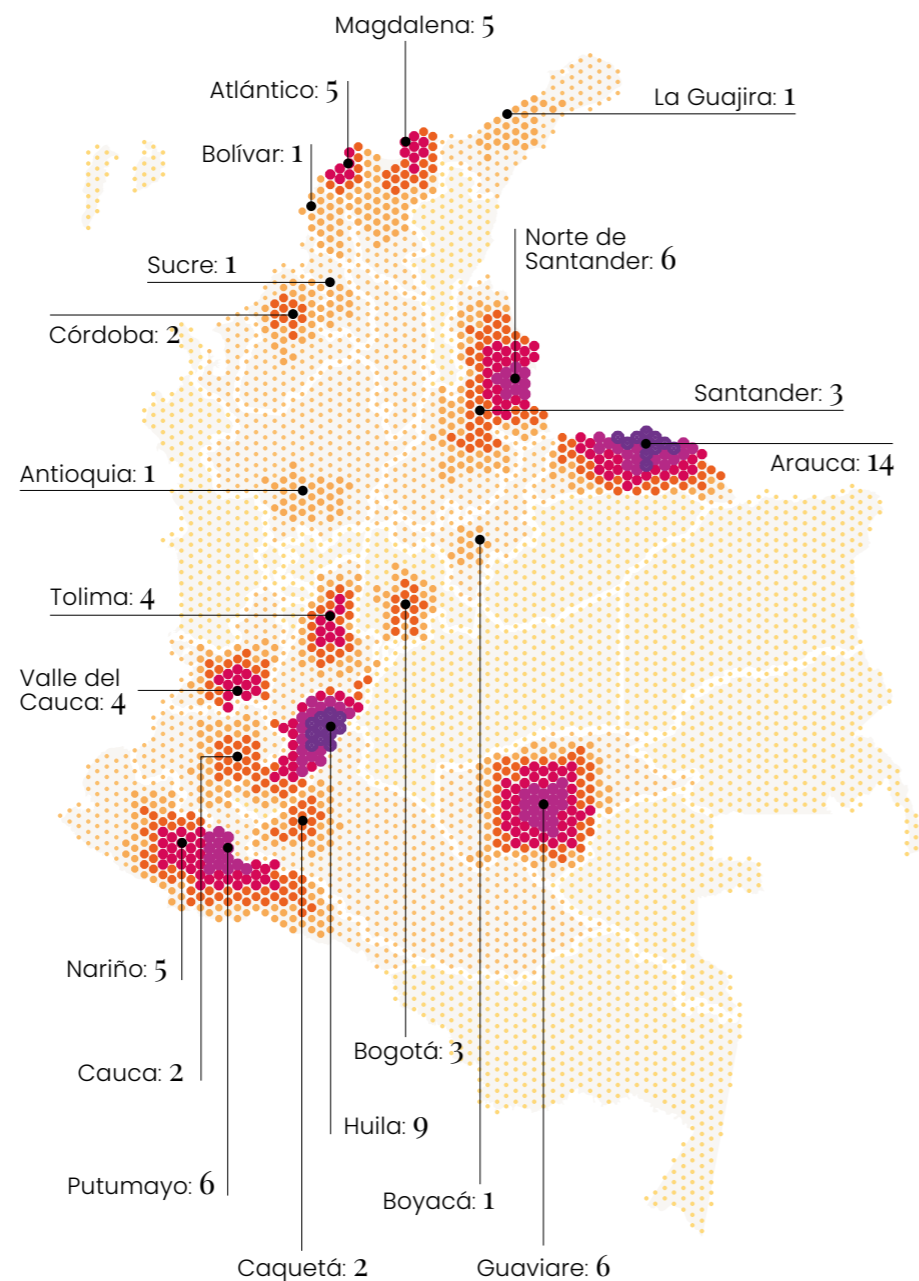 Magdalena: 5
Atlántico: 5
La Guajira: 1
Bolívar: 1
Norte de
Santander: 6
Sucre: 1
Córdoba: 2
Santander: 3
Arauca: 14
Antioquia: 1
Tolima: 4
Valle del
Cauca: 4
Nariño: 5
Bogotá: 3
Cauca: 2
Huila: 9
Putumayo: 6
Boyacá: 1
Caquetá: 2
Guaviare: 6